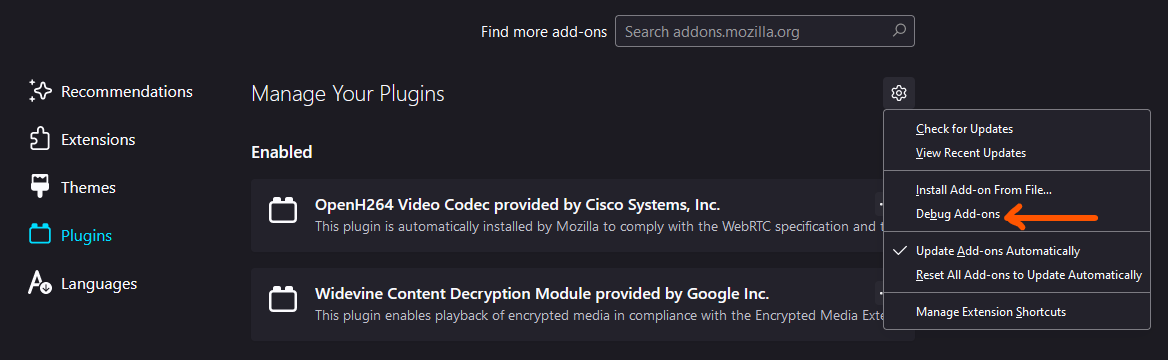 Find more add-ons
Search addons.mozilla.org
Recommendations
Extensions
Themes
Plugins
Languages
Manage Your Plugins
Enabled
OpenH264 Video Codec provided by Cisco Systems, Inc.
This plugin is automatically installed by Mozilla to comply with the WebRTC specification and t
Widevine Content Decryption Module provided by Google Inc.
This plugin enables playback of encrypted media in compliance with the Encrypted Media Exte
Check for Updates
View Recent Updates
Install Add-on From File...
Debug Add-ons
Update Add-ons Automatically
Reset All Add-ons to Update Automatically
Manage Extension Shortcuts